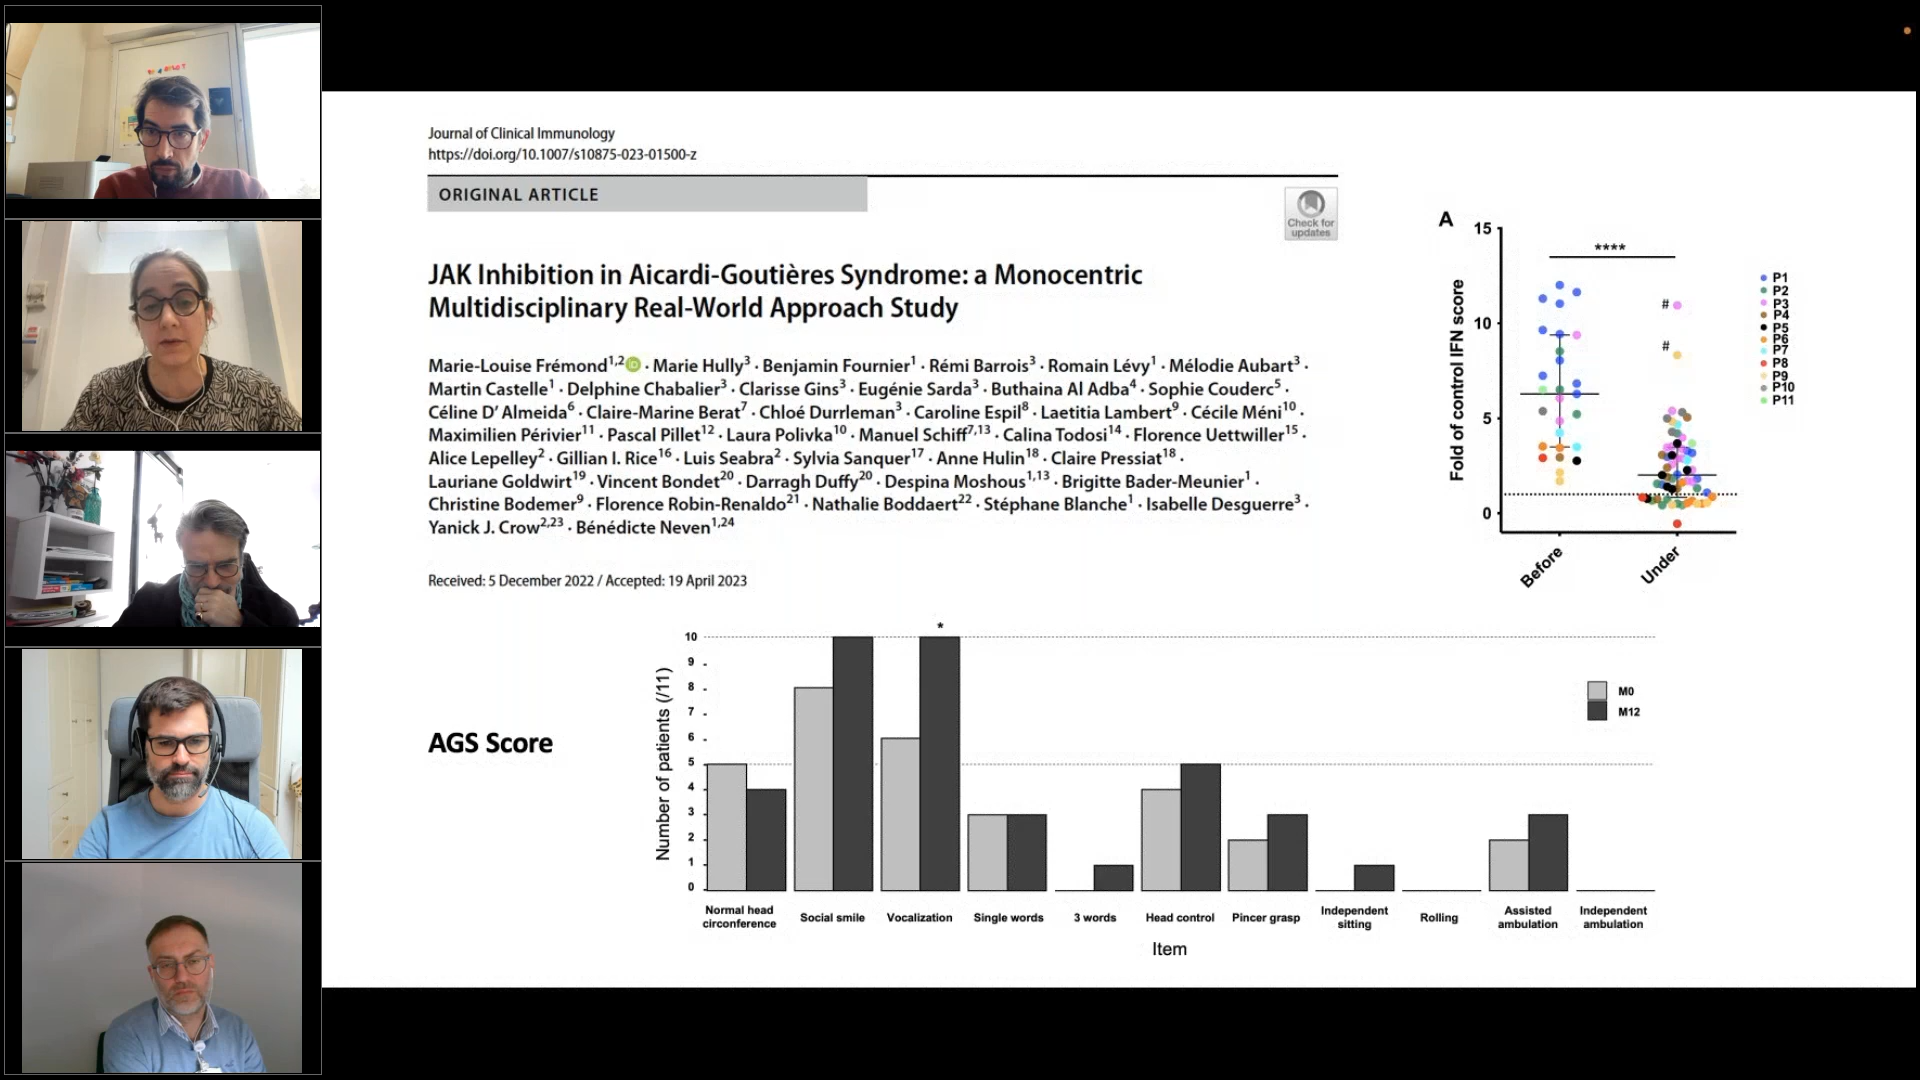 Journal of Clinical Immunology
https://doi.org/10.1007/s10875-023-01500-z
ORIGINAL ARTICLE
Check for
updates
JAK Inhibition in Aicardi-Goutières Syndrome: a Monocentric
Multidisciplinary Real-World Approach Study
Marie-Louise Frémond1,2 · Marie Hully3 · Benjamin Fournier1 · Rémi Barrois3 · Romain Lévy1 · Mélodie Aubart3 ·
Martin Castelle1 · Delphine Chabalier3 · Clarisse Gins3 · Eugénie Sarda3 · Buthaina Al Adba4 · Sophie Couderc5 ·
Céline D' Almeida6 · Claire-Marine Berat7 · Chloé Durrleman3 · Caroline Espil8 · Laetitia Lambert9 · Cécile Méni10 ·
Maximilien Périvier11 · Pascal Pillet12 · Laura Polivka10 · Manuel Schiff7,13 · Calina Todosi14 · Florence Uettwiller15 ·
Alice Lepelley2 · Gillian I. Rice16 · Luis Seabra2 · Sylvia Sanquer17 · Anne Hulin18 · Claire Pressiat18 ·
Lauriane Goldwirt19 · Vincent Bondet20 · Darragh Duffy20 · Despina Moshous1,13 · Brigitte Bader-Meunier1 ·
Christine Bodemer9 · Florence Robin-Renaldo21 · Nathalie Boddaert22 · Stéphane Blanche1 · Isabelle Desguerre3 ·
Yanick J. Crow2,23 · Bénédicte Neven1,24
Received: 5 December 2022 / Accepted: 19 April 2023
A
Fold of control IFN score
15
10
5
0
****
#
#
Before
Under
P1
P2
P3
P4
P5
P6
P7
P8
P9
P10
P11
AGS Score
Number of patients (/11)
10
9
8
7
6
5
4
3
2
1
0
*
M0
M12
Normal head
circonference
Social smile
Vocalization
Single words
3 words
Head control
Pincer grasp
Independent
sitting
Rolling
Assisted
ambulation
Independent
ambulation
Item